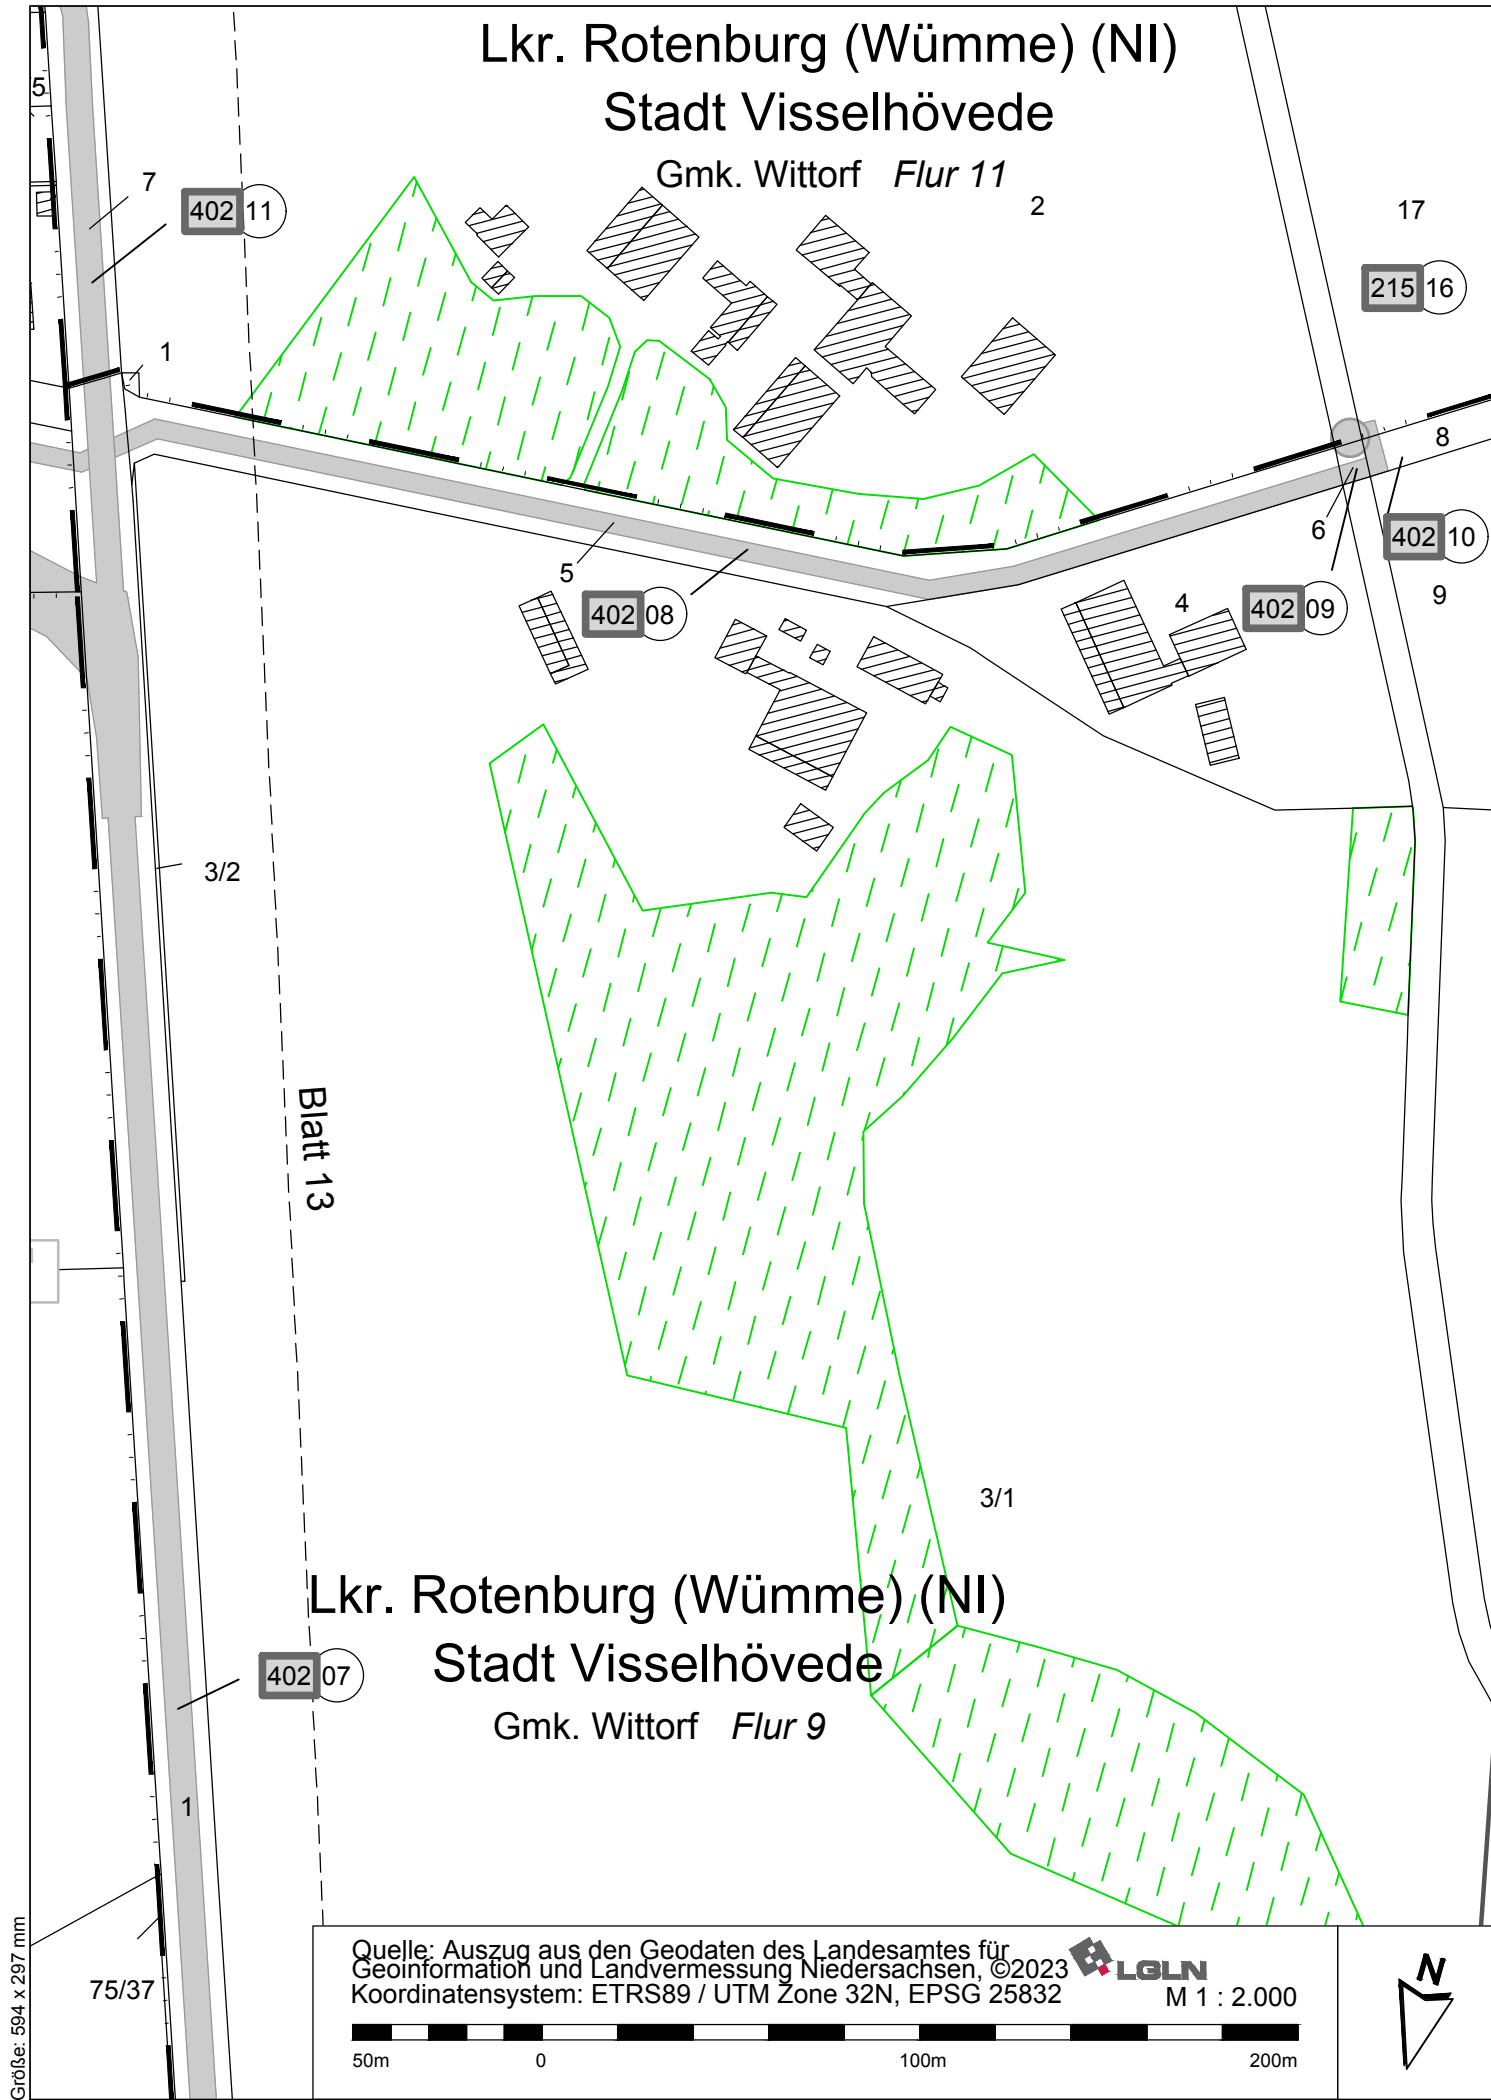 Lkr. Rotenburg (Wümme) (NI)
Stadt Visselhövede
Gmk. Wittorf Flur 11
5
7
402 11
2
17
215 16
1
8
6
402 10
5
402 08
4
402 09
9
3/2
Blatt 13
3/1
Lkr. Rotenburg (Wümme) (NI)
Stadt Visselhövede
Gmk. Wittorf Flur 9
402 07
1
75/37
Größe: 594 x 297 mm
Quelle: Auszug aus den Geodaten des Landesamtes für
Geoinformation und Landvermessung Niedersachsen, ©2023
Koordinatensystem: ETRS89 / UTM Zone 32N, EPSG 25832
LGLN
M 1 : 2.000
50m 0 100m 200m
N